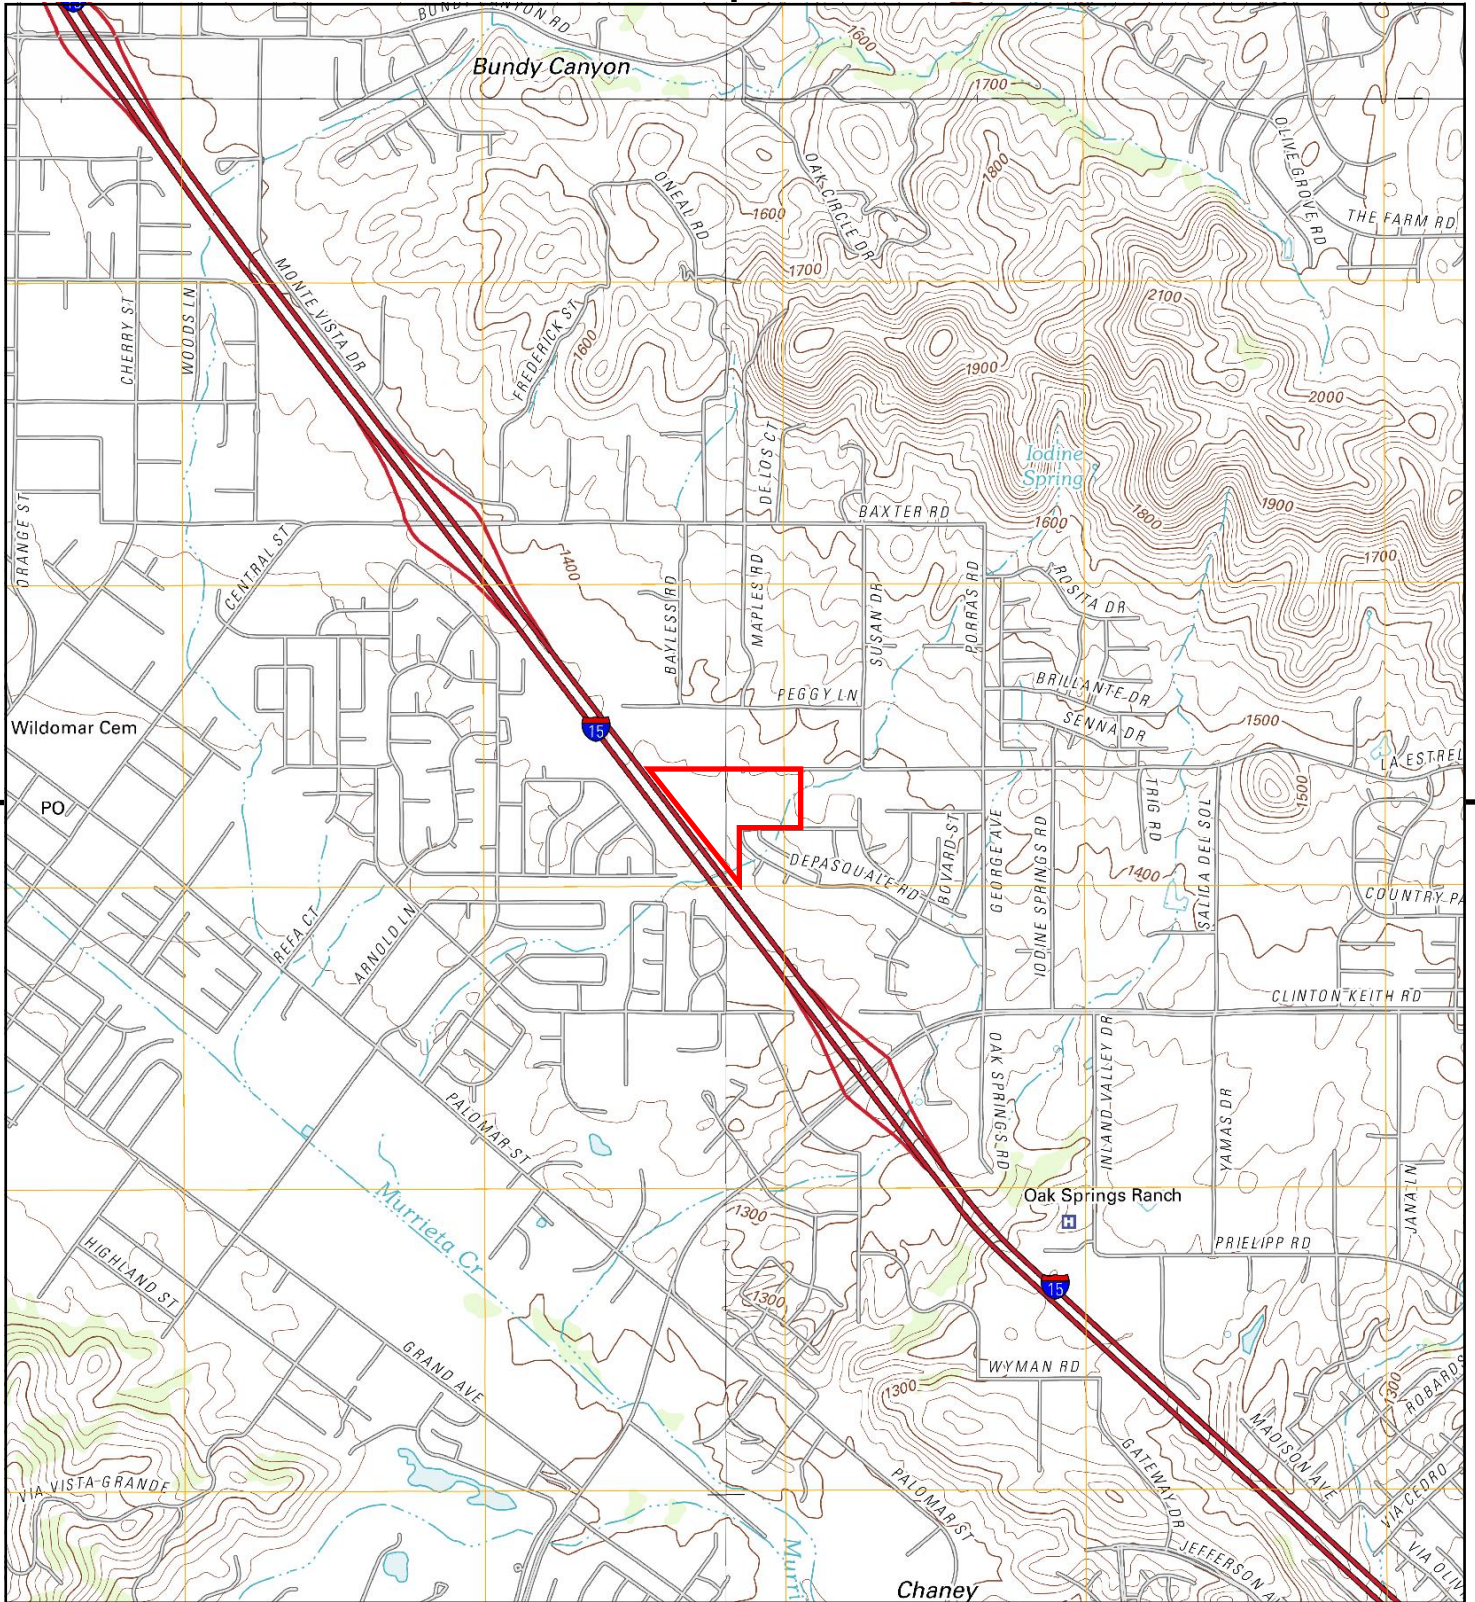 15
BUNDY CANYON RD
Bundy Canyon
1600
1700
OLIVE GROVE RD
OAK CIRCLE DR
1800
ONEAL RD
1600
THE FARM RD
1700
MONTE VISTA DR
2100
CHERRY ST
WOODS LN
FREDERICK ST
1600
1900
2000
DE LOS CT
Iodine
Spring
ORANGE ST
BAXTER RD
1600
1800
1900
1700
CENTRAL ST
1400
BAYLESS RD
MAPLES RD
SUSAN DR
PORRAS RD
ROSITA DR
BRILLANTE DR
PEGGY LN
SENNA DR
1500
Wildomar Cem
15
LA ESTREL
1500
PO
TRIG RD
SALIDA DEL SOL
GEORGE AVE
IODINE SPRINGS RD
BOVARD ST
DEPASQUALE RD
1400
COUNTRY PA
REFA CT
ARNOLD LN
CLINTON KEITH RD
OAK SPRINGS RD
INLAND VALLEY DR
YAMAS DR
PALOMAR ST
Murrieta Cr
Oak Springs Ranch
H
1300
JANA LN
PRIELIPP RD
HIGHLAND ST
15
1300
GRAND AVE
WYMAN RD
1300
1300
ROBARDS
MADISON AVE
GATEWAY DR
VIA VISTA GRANDE
PALOMAR ST
VIA CEDRO
VIA OLIV
JEFFERSON A
Murri
Chaney